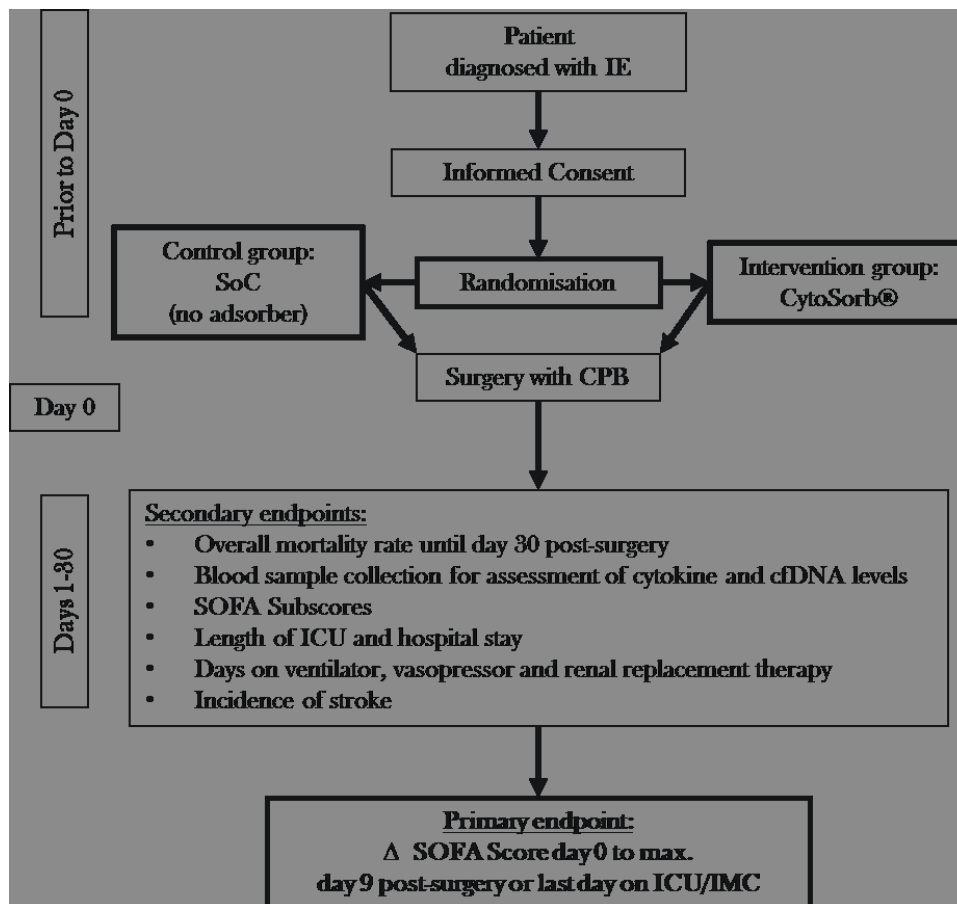 Prior to Day 0
Patient
diagnosed with IE
Informed Consent
Control group:
SoC
(no adsorber)
Randomisation
Intervention group:
CytoSorb®
Surgery with CPB
Day 0
Days 1-30
Secondary endpoints:
• Overall mortality rate until day 30 post-surgery
• Blood sample collection for assessment of cytokine and cfDNA levels
• SOFA Subscores
• Length of ICU and hospital stay
• Days on ventilator, vasopressor and renal replacement therapy
• Incidence of stroke
Primary endpoint:
Δ SOFA Score day 0 to max.
day 9 post-surgery or last day on ICU/IMC